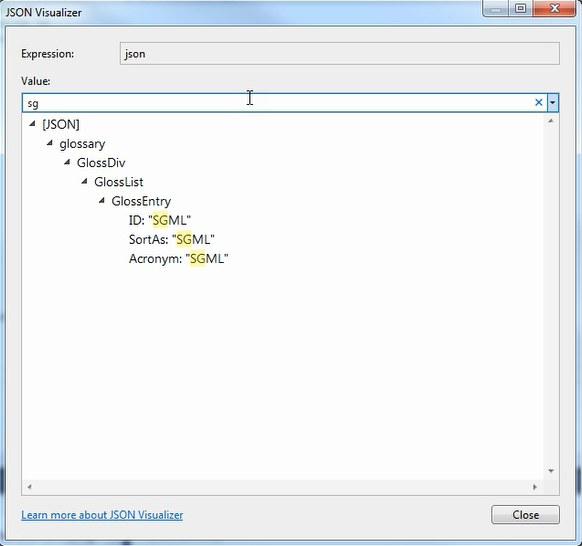 JSON Visualizer
Expression: json
Value:
sg
[JSON]
glossary
GlossDiv
GlossList
GlossEntry
ID: "SGML"
SortAs: "SGML"
Acronym: "SGML"
Learn more about JSON Visualizer Close